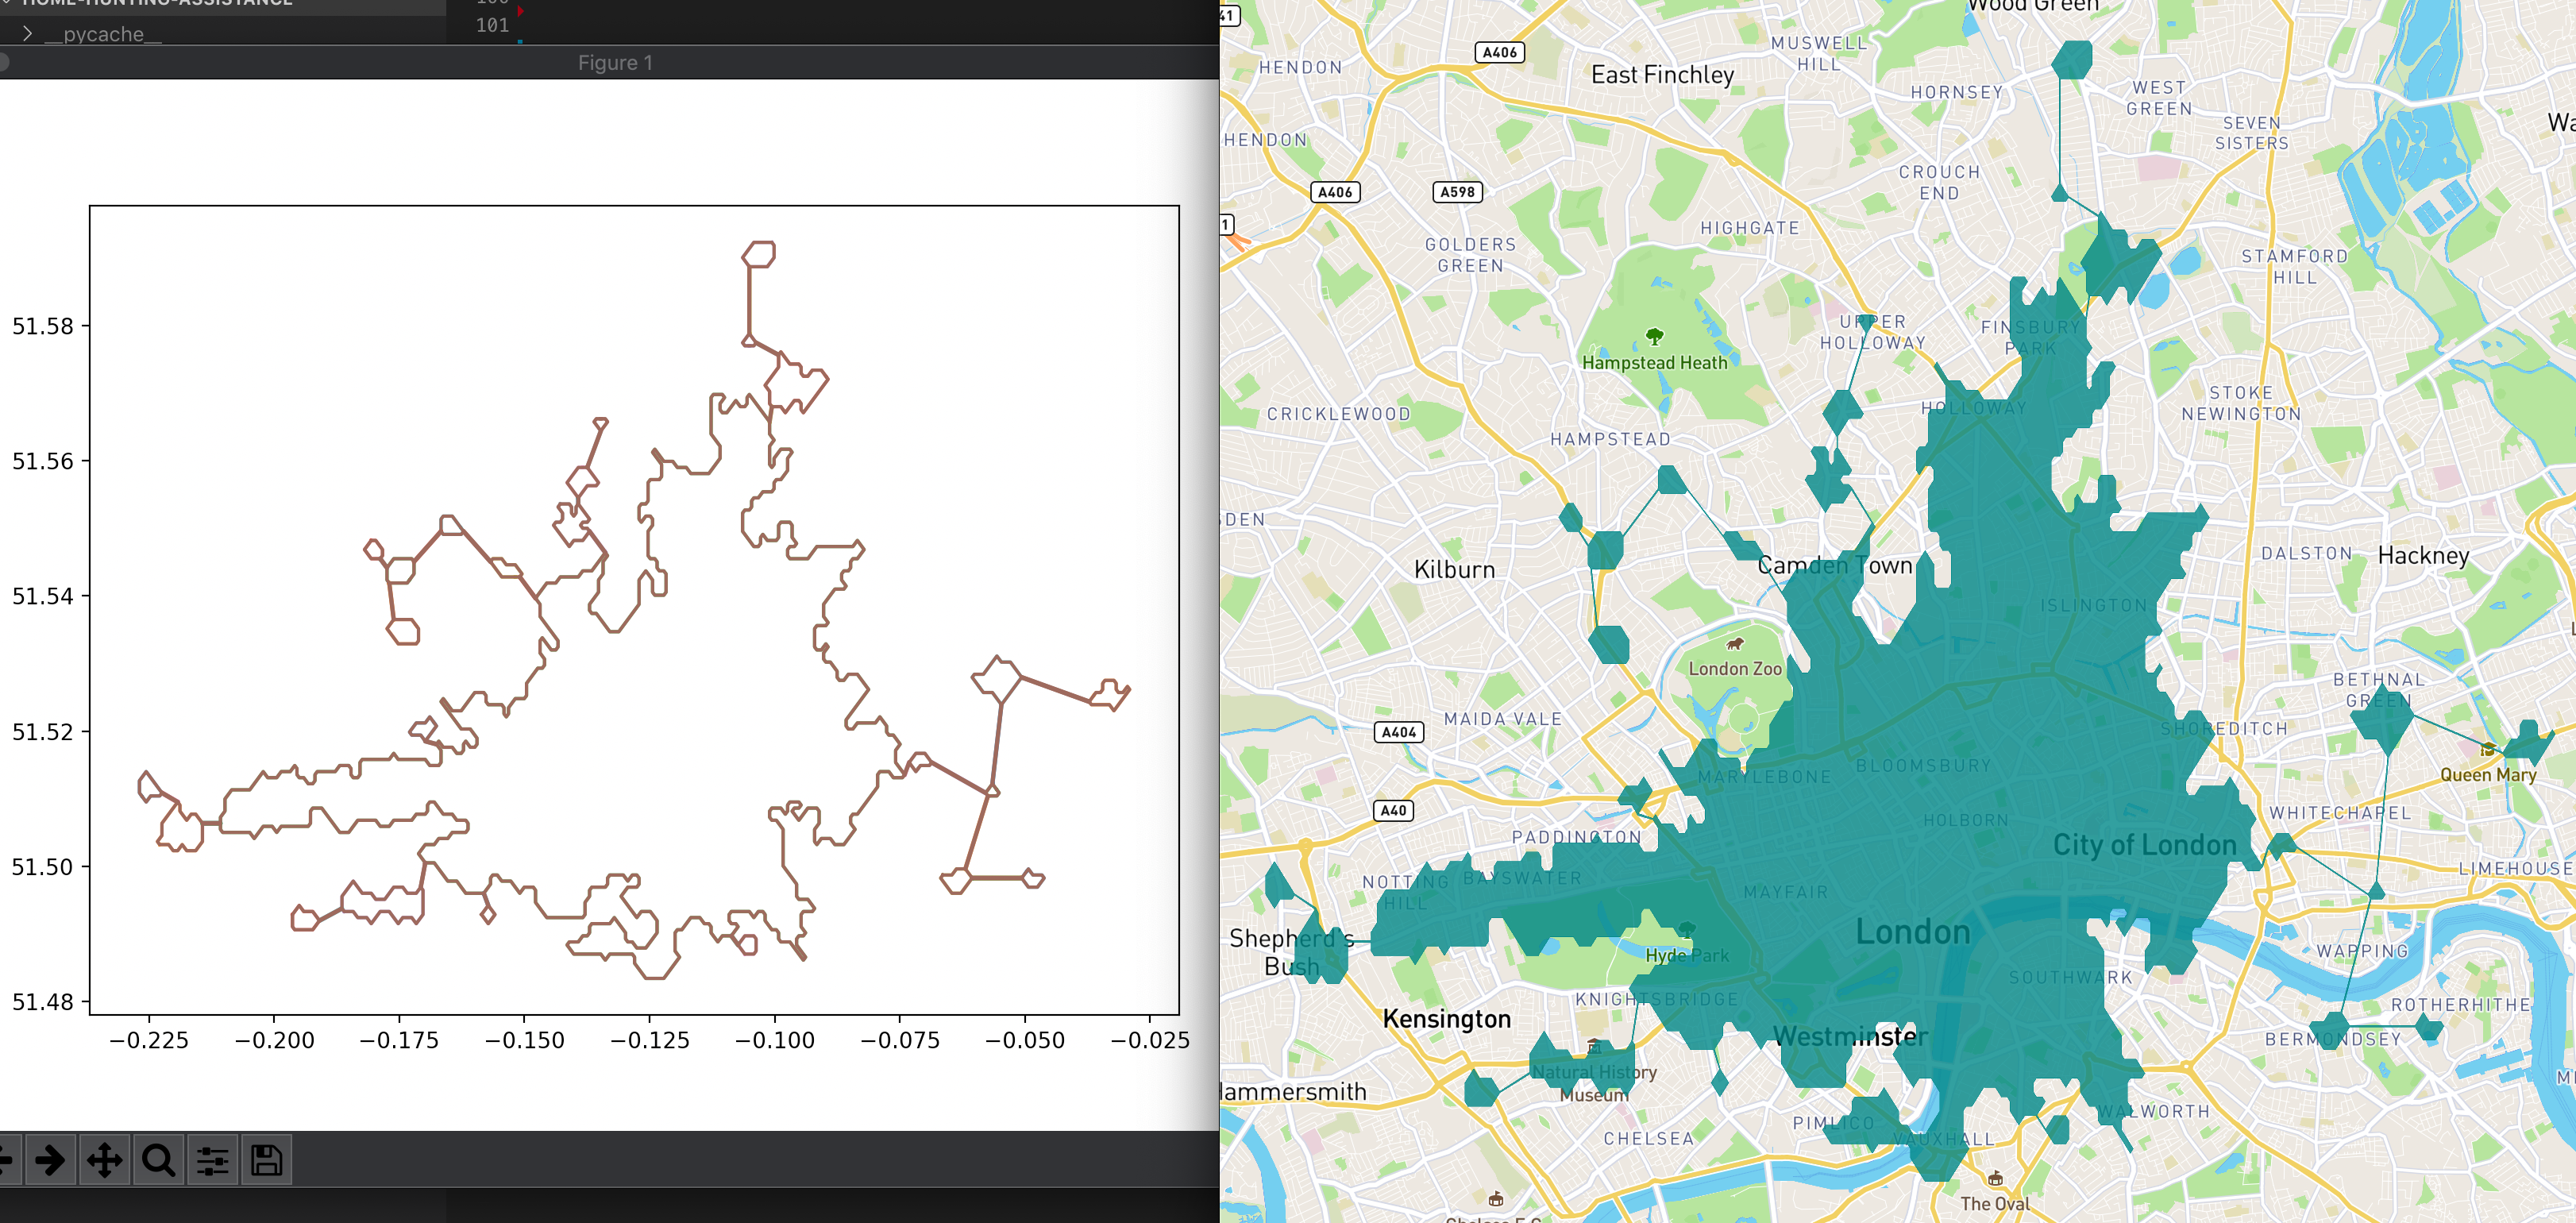 HOME-HUNTING-ASSISTANCE
__pycache__
100
101
Figure 1
51.58
51.56
51.54
51.52
51.50
51.48
−0.225
−0.200
−0.175
−0.150
−0.125
−0.100
−0.075
−0.050
−0.025
41
Wood Green
A406
MUSWELL
HILL
HENDON
East Finchley
HORNSEY
WEST
GREEN
SEVEN
SISTERS
HENDON
A406
A598
CROUCH
END
1
GOLDERS
GREEN
HIGHGATE
STAMFORD
HILL
UPPER
HOLLOWAY
FINSBURY
PARK
Hampstead Heath
CRICKLEWOOD
HOLLOWAY
STOKE
NEWINGTON
HAMPSTEAD
DEN
Kilburn
Camden Town
DALSTON
Hackney
ISLINGTON
London Zoo
BETHNAL
GREEN
MAIDA VALE
A404
SHOREDITCH
MARYLEBONE
BLOOMSBURY
Queen Mary
A40
PADDINGTON
HOLBORN
WHITECHAPEL
City of London
LIMEHOUSE
NOTTING
HILL
BAYSWATER
MAYFAIR
London
Shepherd's
Bush
Hyde Park
WAPPING
SOUTHWARK
KNIGHTSBRIDGE
ROTHERHITHE
Kensington
Westminster
BERMONDSEY
Natural History
Museum
Hammersmith
WALWORTH
PIMLICO
CHELSEA
VAUXHALL
The Oval